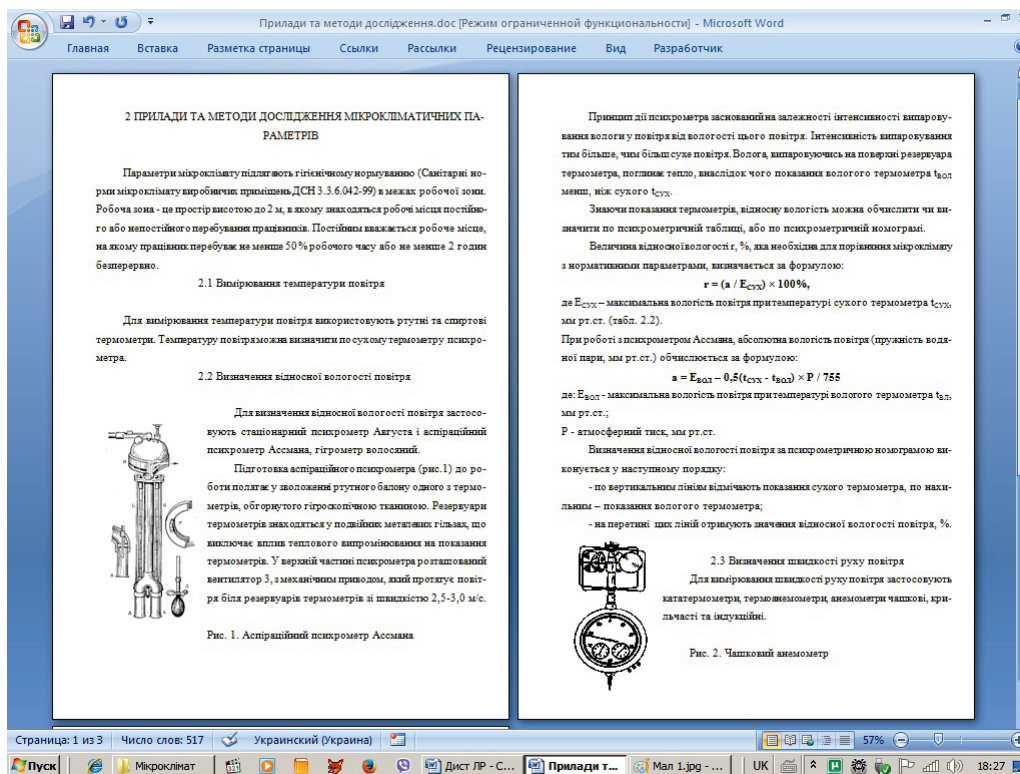 Прилади та методи дослідження.doc [Режим ограниченной функциональности] - Microsoft Word
Главная Вставка Разметка страницы Ссылки Рассылки Рецензирование Вид Разработчик
2 ПРИЛАДИ ТА МЕТОДИ ДОСЛІДЖЕННЯ МІКРОКЛІМАТИЧНИХ ПА-
РАМЕТРІВ
Параметри мікроклімату підлягають гігієнічному нормуванню (Санітарні но-
рми мікроклімату виробничих приміщень ДСН 3.3.6.042-99) в межах робочої зони.
Робоча зона - це простір висотою до 2 м, в якому знаходяться робочі місця постійно-
го або непостійного перебування працівників. Постійним вважається робоче місце,
на якому працівник перебуває не менше 50 % робочого часу або не менше 2 годин
безперервно.
2.1 Вимірювання температури повітря
Для вимірювання температури повітря використовують ртутні та спиртові
термометри. Температуру повітря можна визначити по сухому термометру психро-
метра.
2.2 Визначення відносної вологості повітря
Для визначення відносної вологості повітря застосо-
вують стаціонарний психрометр Августа і аспіраційний
психрометр Ассмана, гігрометр волосяний.
Підготовка аспіраційного психрометра (рис.1) до ро-
боти полягає у зволоженні ртутного балону одного з термо-
метрів, обгорнутого гігроскопічною тканиною. Резервуари
термометрів знаходяться у подвійних металевих гільзах, що
виключає вплив теплового випромінювання на показання
термометрів. У верхній частині психрометра розташований
вентилятор 3, з механічним приводом, який протягує повіт-
ря біля резервуарів термометрів зі швидкістю 2,5-3,0 м/с.
Рис. 1. Аспіраційний психрометр Ассмана
Принцип дії психрометра заснований на залежності інтенсивності випарову-
вання вологи у повітря від вологості цього повітря. Інтенсивність випаровування
тим більше, чим більш сухе повітря. Волога, випаровуючись на поверхні резервуара
термометра, поглинає тепло, внаслідок чого показання вологого термометра tВОЛ
менш, ніж сухого tСУХ.
Знаючи показання термометрів, відносну вологість можна обчислити чи ви-
значити по психрометричній таблиці, або по психрометричній номограмі.
Величина відносної вологості r, %, яка необхідна для порівняння мікроклімату
з нормативними параметрами, визначається за формулою:
r = (a / EСУХ) × 100%,
де EСУХ – максимальна вологість повітря при температурі сухого термометра tСУХ,
мм рт.ст. (табл. 2.2).
При роботі з психрометром Ассмана, абсолютна вологість повітря (пружність водя-
ної пари, мм рт.ст.) обчислюється за формулою:
a = EВОЛ – 0,5(tСУХ - tВОЛ) × P / 755
де: EВОЛ - максимальна вологість повітря при температурі вологого термометра tВЛ,
мм рт.ст.;
P - атмосферний тиск, мм рт.ст.
Визначення відносної вологості повітря за психрометричною номограмою ви-
конується у наступному порядку:
- по вертикальним лініям відмічають показання сухого термометра, по нахи-
льним – показання вологого термометра;
- на перетині цих ліній отримують значення відносної вологості повітря, %.
2.3 Визначення швидкості руху повітря
Для вимірювання швидкості руху повітря застосовують
кататермометри, термоанемометри, анемометри чашкові, кри-
льчасті та індукційні.
Рис. 2. Чашковий анемометр
Страница: 1 из 3 Число слов: 517 Украинский (Украина) 57%
Пуск Мікроклімат Дист ЛР - С... Прилади т... Мал 1.jpg - ... UK 18:27